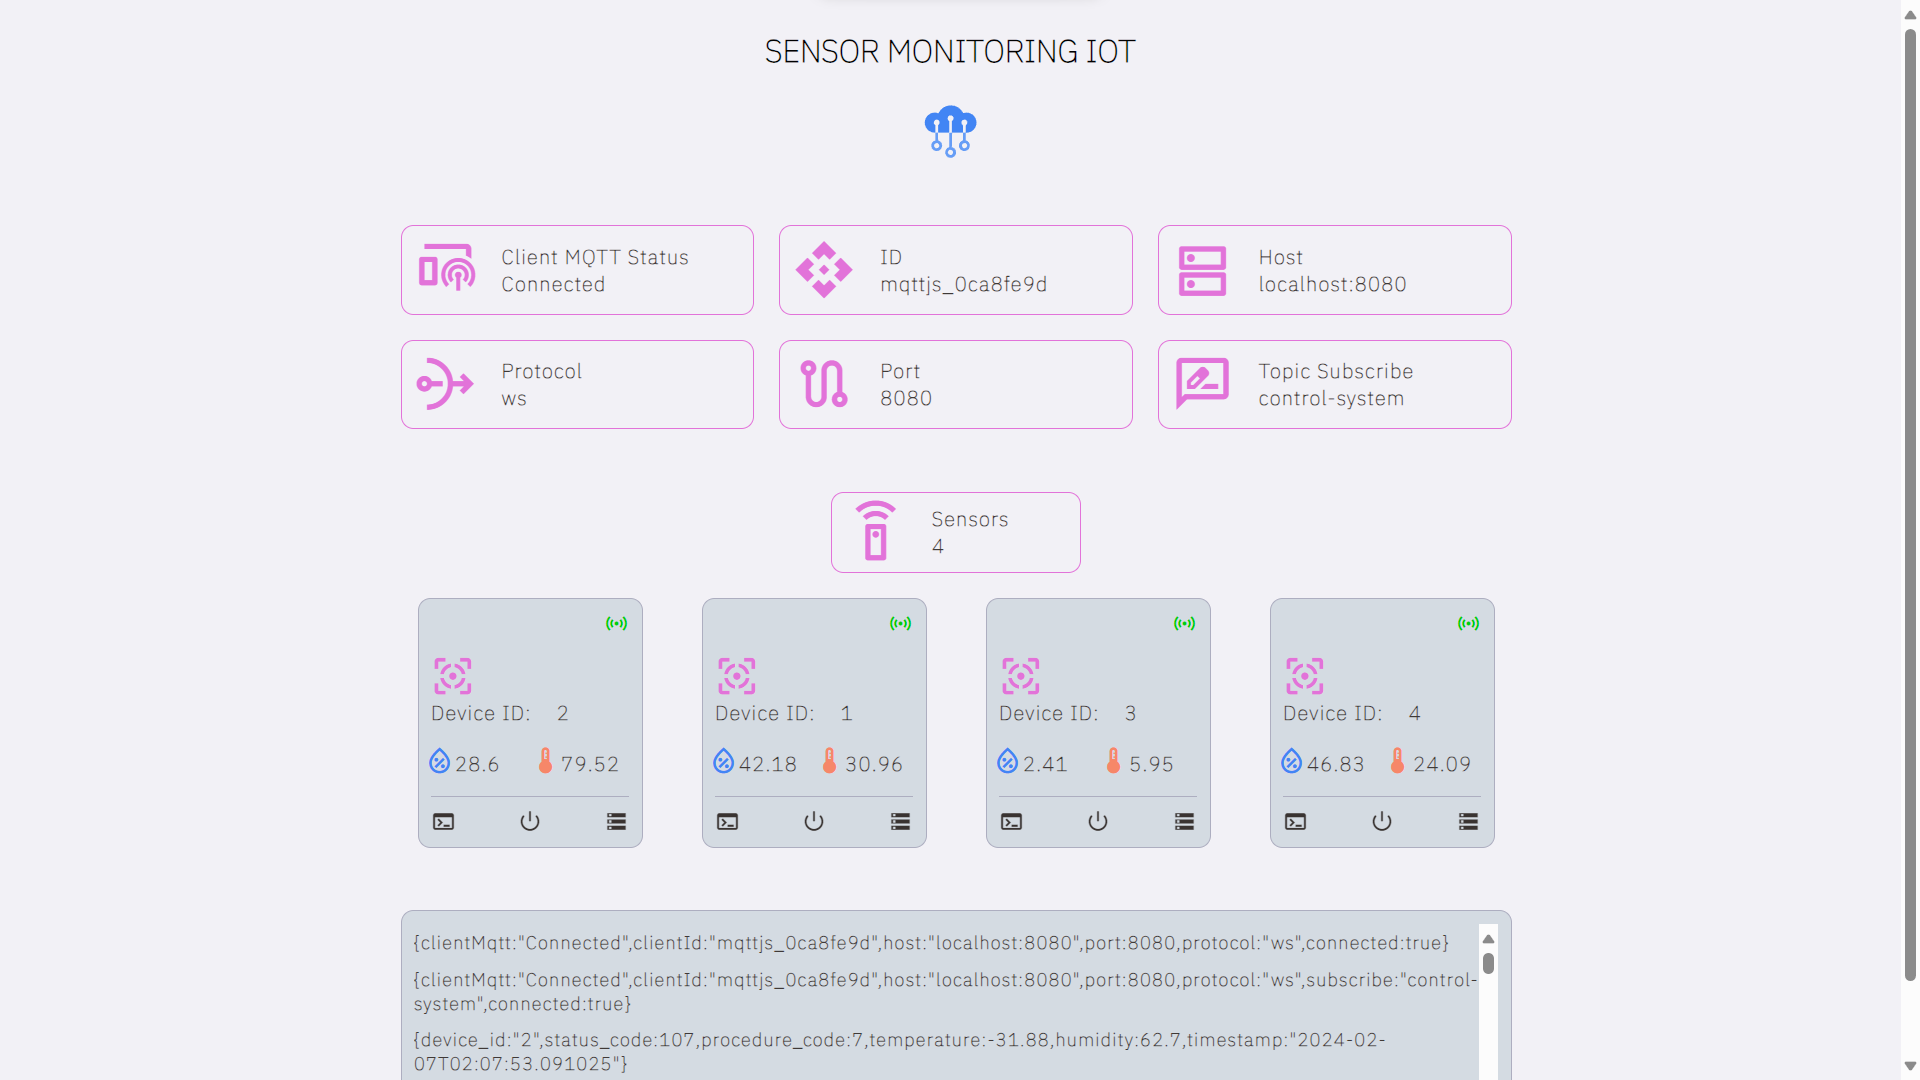 SENSOR MONITORING IOT
Client MQTT Status
Connected
ID
mqttjs_0ca8fe9d
Host
localhost:8080
Protocol
ws
Port
8080
Topic Subscribe
control-system
Sensors
4
Device ID: 2
28.6 79.52
Device ID: 1
42.18 30.96
Device ID: 3
2.41 5.95
Device ID: 4
46.83 24.09
{clientMqtt:"Connected",clientId:"mqttjs_0ca8fe9d",host:"localhost:8080",port:8080,protocol:"ws",connected:true}
{clientMqtt:"Connected",clientId:"mqttjs_0ca8fe9d",host:"localhost:8080",port:8080,protocol:"ws",subscribe:"control-
system",connected:true}
{device_id:"2",status_code:107,procedure_code:7,temperature:-31.88,humidity:62.7,timestamp:"2024-02-
07T02:07:53.091025"}